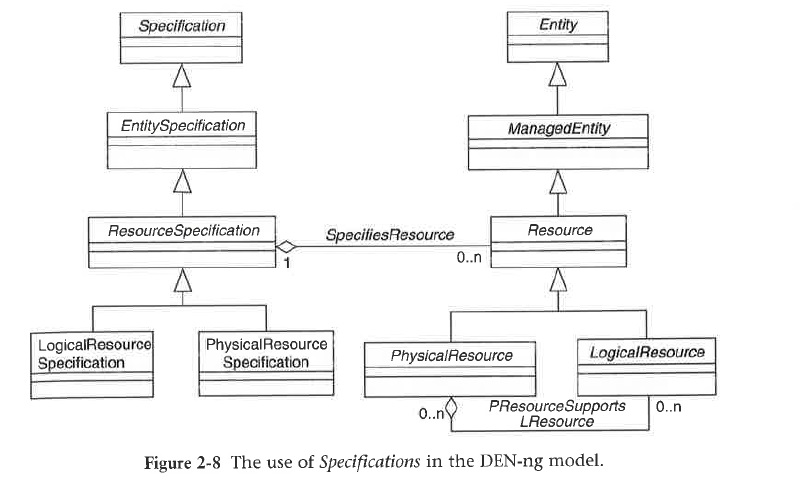 Specification
Entity
EntitySpecification
ManagedEntity
ResourceSpecification
SpecifiesResource
Resource
1
0..n
LogicalResource
Specification
PhysicalResource
Specification
PhysicalResource
LogicalResource
0..n
PResourceSupports
LResource
0..n
Figure 2-8 The use of Specifications in the DEN-ng model.